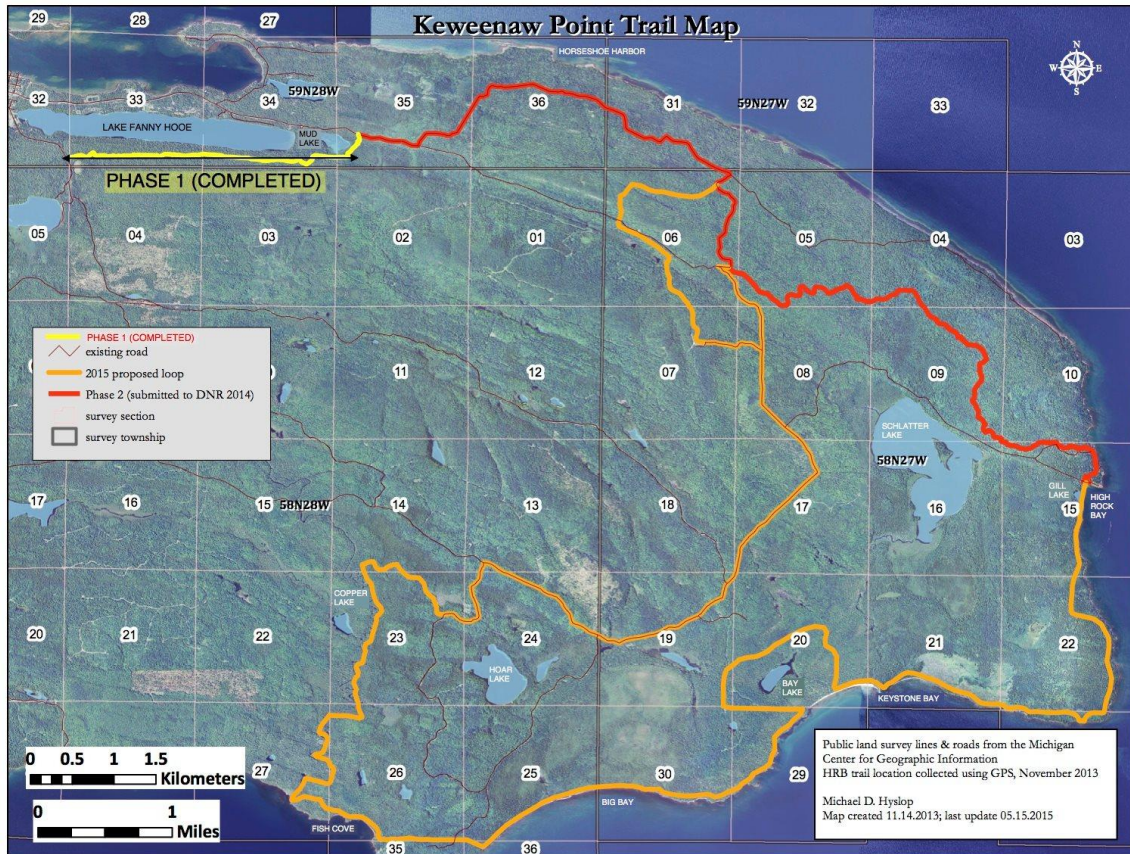 Keweenaw Point Trail Map
29
28
27
HORSESHOE HARBOR
N
W E
S
32
33
34
59N28W
35
36
31
59N27W
32
33
LAKE FANNY HOOE
MUD
LAKE
PHASE 1 (COMPLETED)
05
04
03
02
01
06
05
04
03
PHASE 1 (COMPLETED)
existing road
2015 proposed loop
Phase 2 (submitted to DNR 2014)
survey section
survey township
11
12
07
08
09
10
SCHLATTER
LAKE
58N27W
17
16
15
58N28W
14
13
18
17
16
GILL
LAKE
15
HIGH
ROCK
BAY
COPPER
LAKE
20
21
22
23
24
19
20
21
22
HOAR
LAKE
BAY
LAKE
KEYSTONE BAY
0 0.5 1 1.5
Kilometers
0 1
Miles
27
26
25
30
29
BIG BAY
FISH COVE
35
36
Public land survey lines & roads from the Michigan
Center for Geographic Information
HRB trail location collected using GPS, November 2013
Michael D. Hyslop
Map created 11.14.2013; last update 05.15.2015